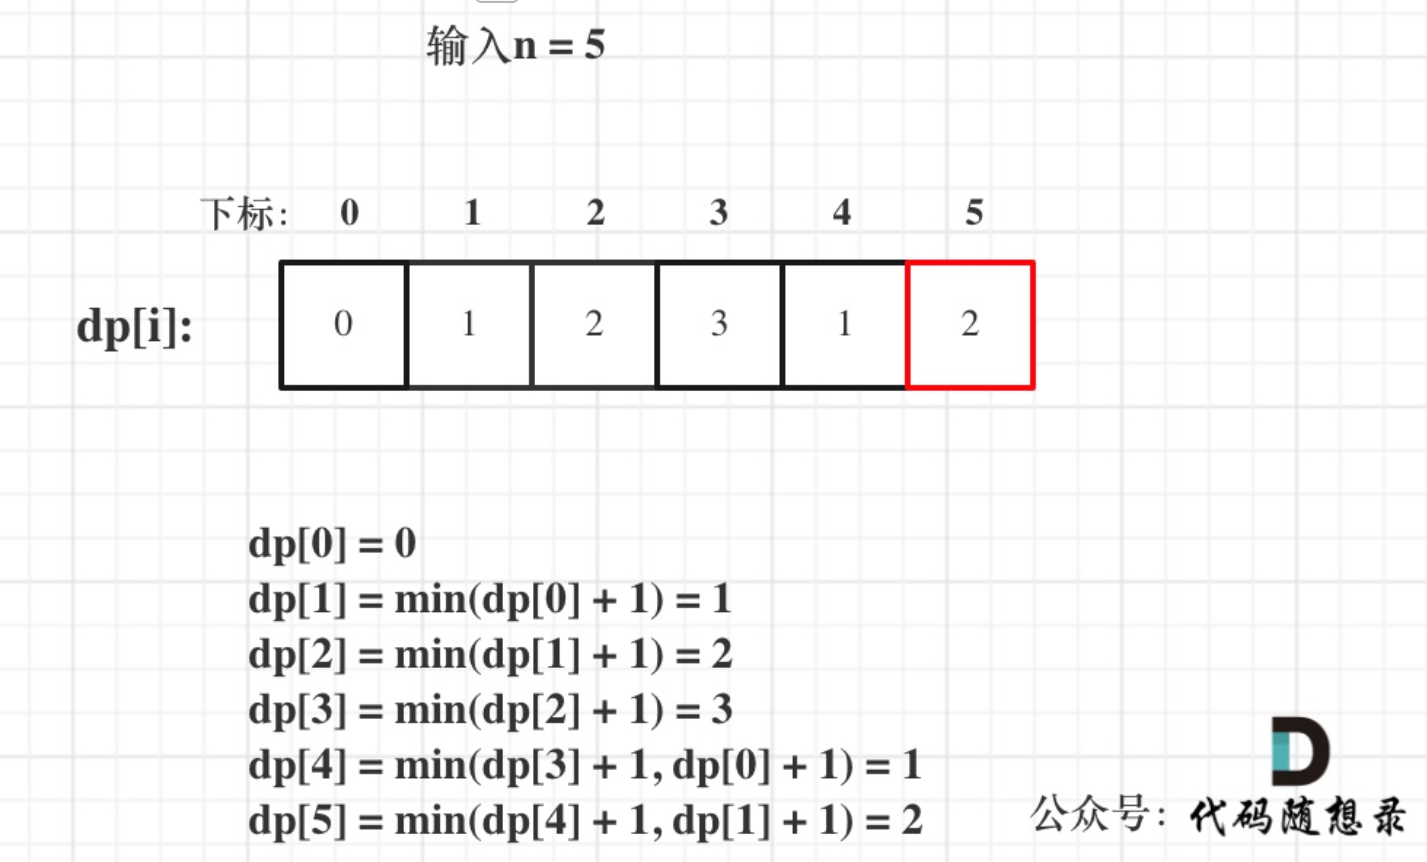 输入n = 5
下标: 0 1 2 3 4 5
dp[i]: 0 1 2 3 1 2
dp[0] = 0
dp[1] = min(dp[0] + 1) = 1
dp[2] = min(dp[1] + 1) = 2
dp[3] = min(dp[2] + 1) = 3
dp[4] = min(dp[3] + 1, dp[0] + 1) = 1
dp[5] = min(dp[4] + 1, dp[1] + 1) = 2
D
公众号: 代码随想录